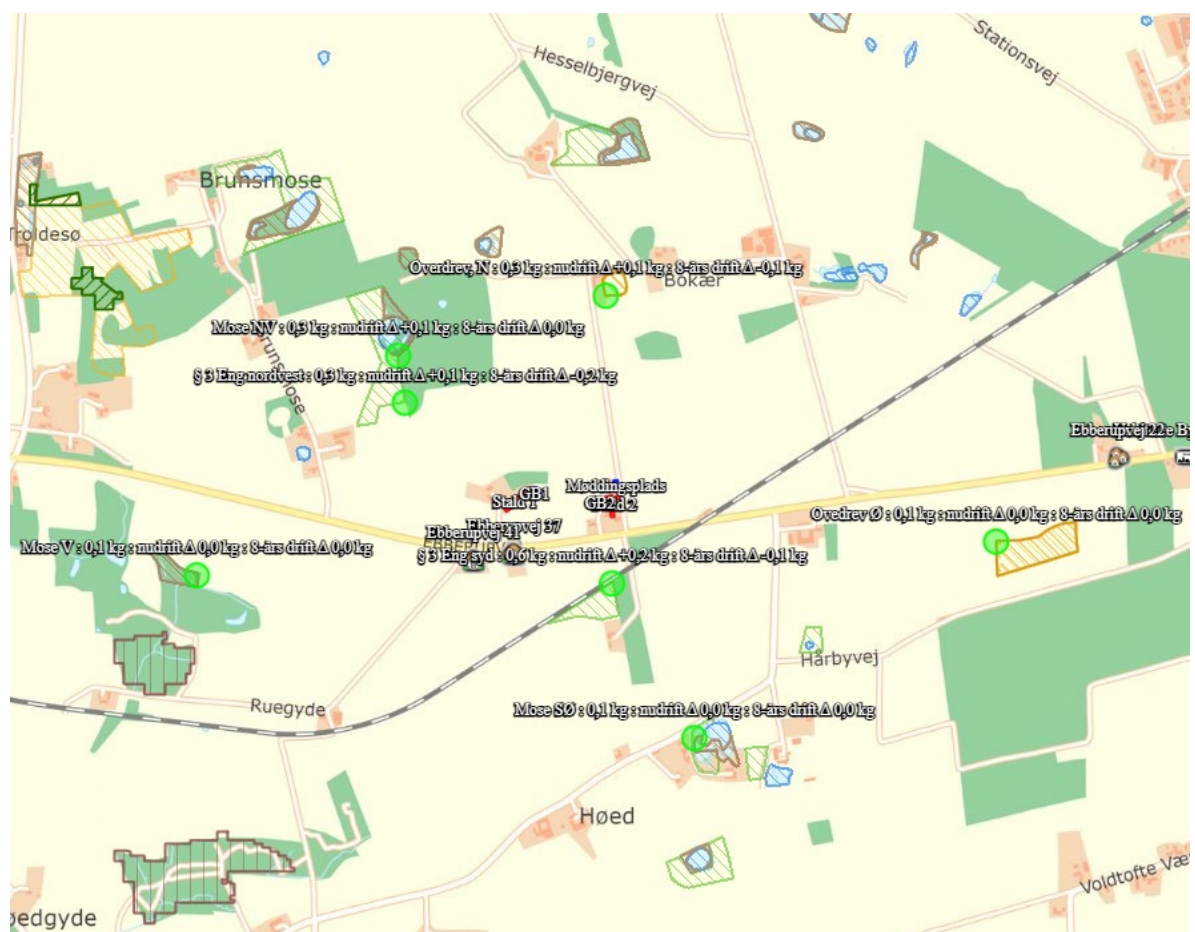 Stationsvej
Hesselbjergvej
Brunsmose
Troldesø
Overdrev, N : 0,3 kg : nudrift Δ +0,1 kg : 8-års drift Δ -0,1 kg
Bokær
Mose NV : 0,3 kg : nudrift Δ +0,1 kg : 8-års drift Δ 0,0 kg
§ 3 Eng nordvest : 0,3 kg : nudrift Δ +0,1 kg : 8-års drift Δ -0,2 kg
Brunsmose
Ebberupvej 22
Møddingsplads
GB1
Stald 1
GB2
Overdrev Ø : 0,1 kg : nudrift Δ 0,0 kg : 8-års drift Δ 0,0 kg
Ebberupvej 37
Ebberupvej 41
Mose V : 0,1 kg : nudrift Δ 0,0 kg : 8-års drift Δ 0,0 kg
§ 3 Eng syd : 0,6 kg : nudrift Δ +0,2 kg : 8-års drift Δ -0,1 kg
Hårbyvej
Ruegyde
Mose SØ : 0,1 kg : nudrift Δ 0,0 kg : 8-års drift Δ 0,0 kg
Høed
Voldtofte Væ
øedgyde